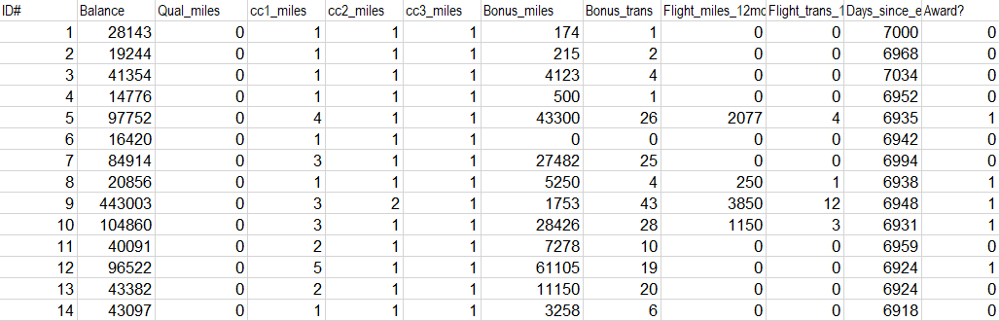 ID# Balance Qual_miles cc1_miles cc2_miles cc3_miles Bonus_miles Bonus_trans Flight_miles_12mo Flight_trans_1 Days_since_e Award?
1 28143 0 1 1 1 174 1 0 0 7000 0
2 19244 0 1 1 1 215 2 0 0 6968 0
3 41354 0 1 1 1 4123 4 0 0 7034 0
4 14776 0 1 1 1 500 1 0 0 6952 0
5 97752 0 4 1 1 43300 26 2077 4 6935 1
6 16420 0 1 1 1 0 0 0 0 6942 0
7 84914 0 3 1 1 27482 25 0 0 6994 0
8 20856 0 1 1 1 5250 4 250 1 6938 1
9 443003 0 3 2 1 1753 43 3850 12 6948 1
10 104860 0 3 1 1 28426 28 1150 3 6931 1
11 40091 0 2 1 1 7278 10 0 0 6959 0
12 96522 0 5 1 1 61105 19 0 0 6924 1
13 43382 0 2 1 1 11150 20 0 0 6924 0
14 43097 0 1 1 1 3258 6 0 0 6918 0